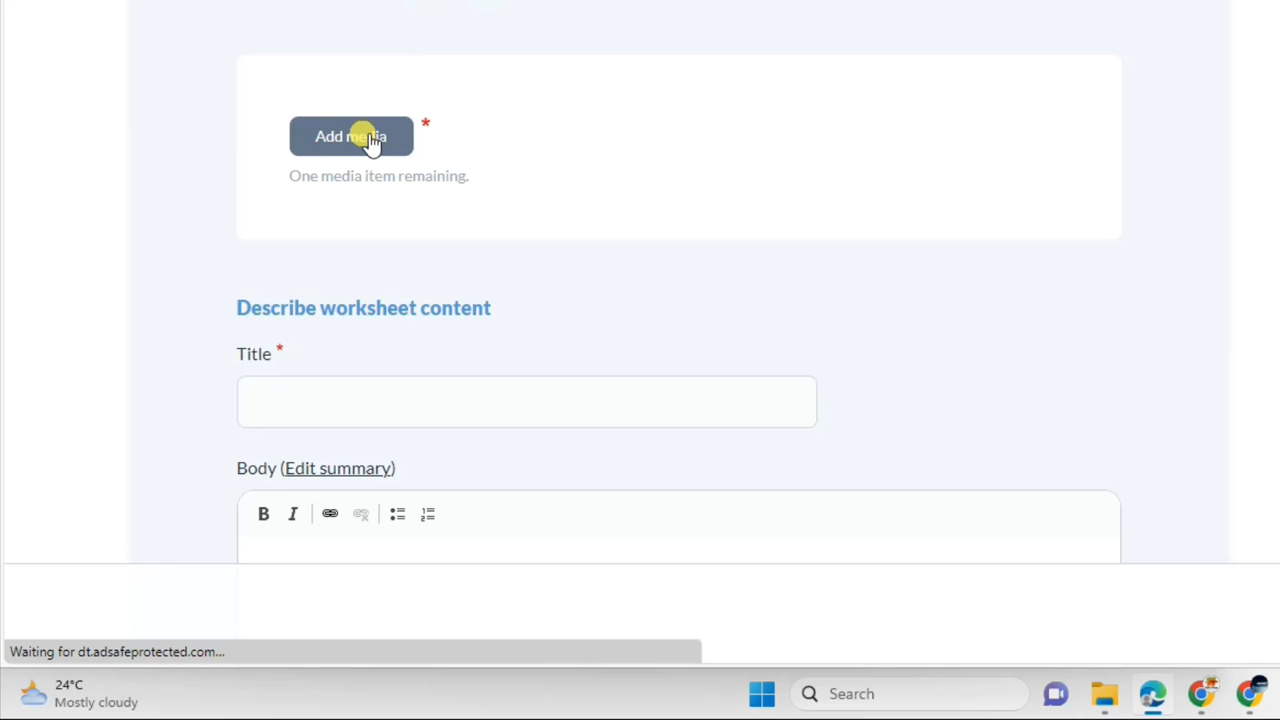 Add media *
One media item remaining.
Describe worksheet content
Title *
Body (Edit summary)
B I
Waiting for dt.adsafeprotected.com...
24°C
Mostly cloudy
Search